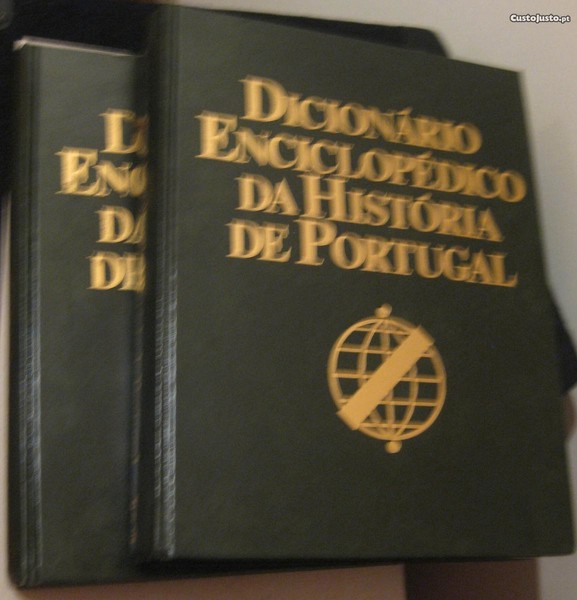 CustoJusto.pt
DICIONÁRIO
ENCICLOPÉDICO
DA HISTÓRIA
DE PORTUGAL